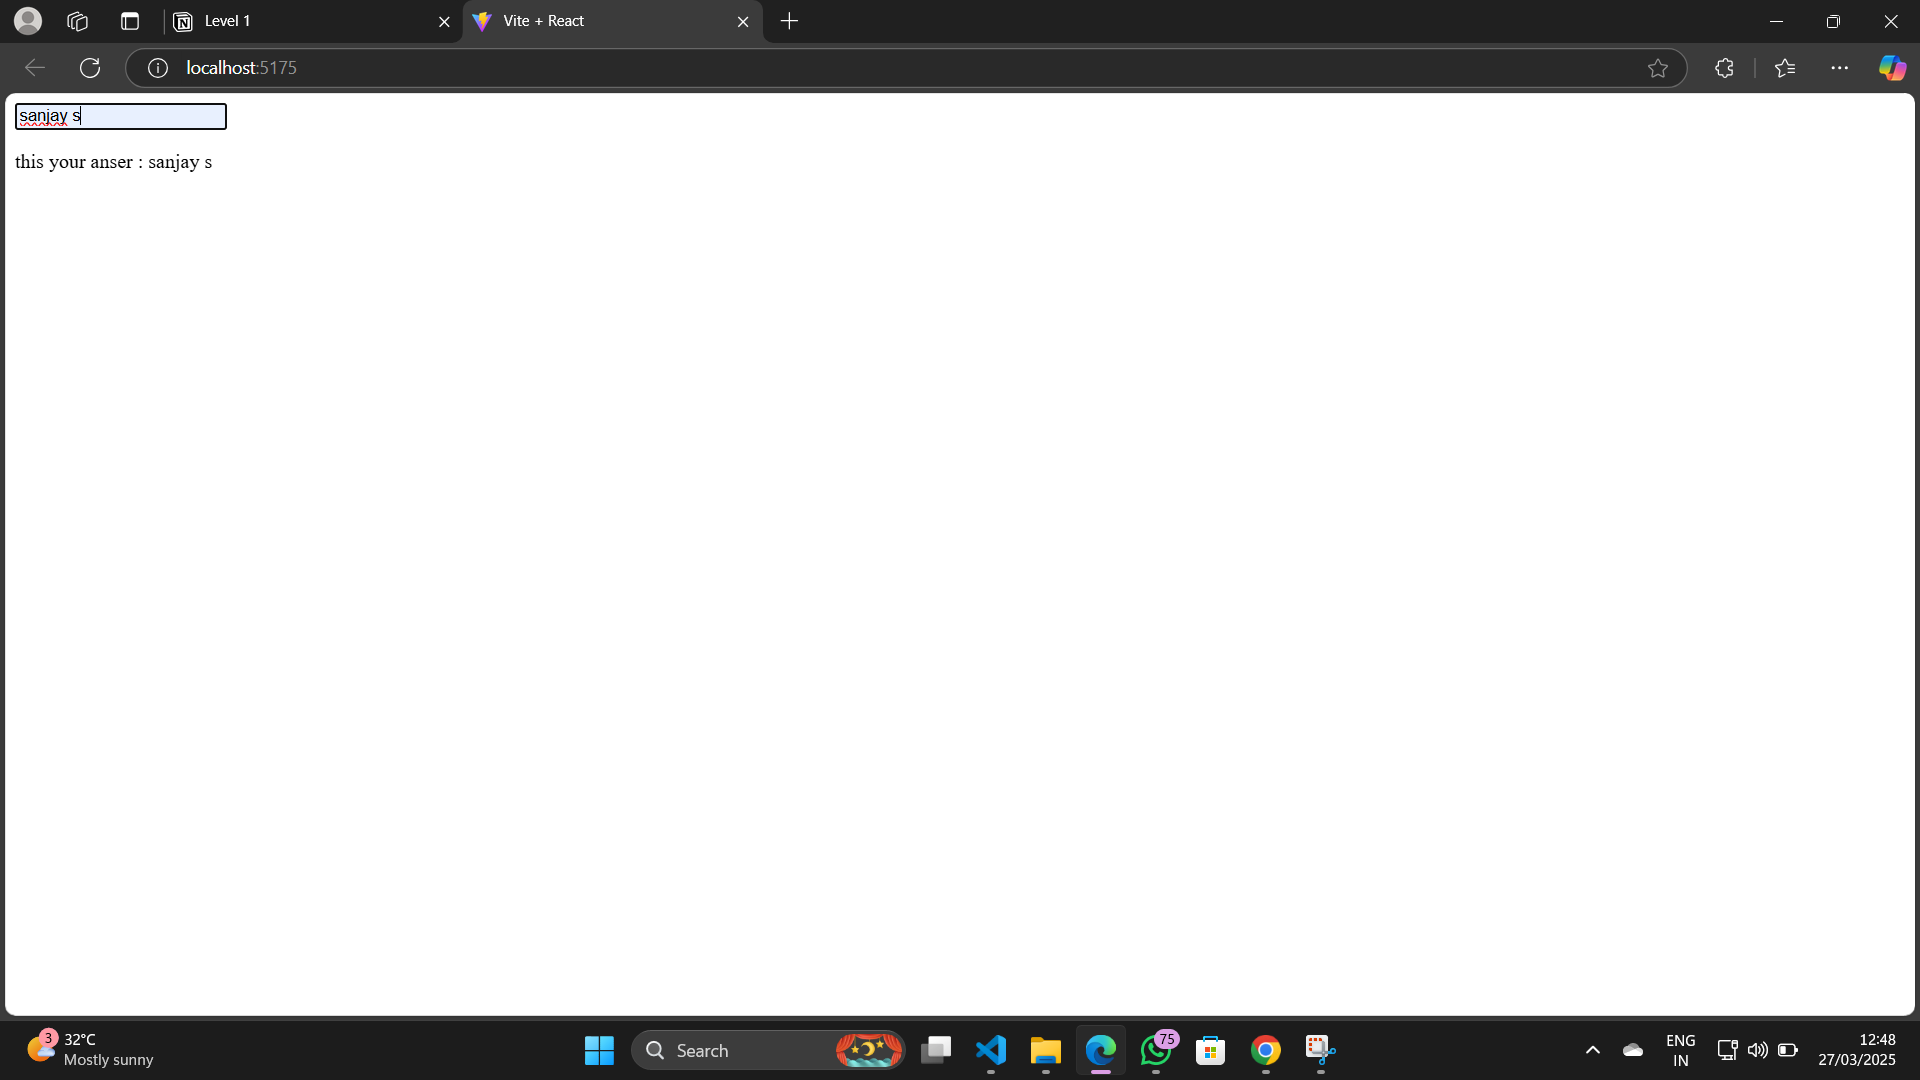 Level 1
Vite + React
localhost:5175
sanjay s
this your anser : sanjay s
3
32°C
Mostly sunny
Search
75
ENG
IN
12:48
27/03/2025